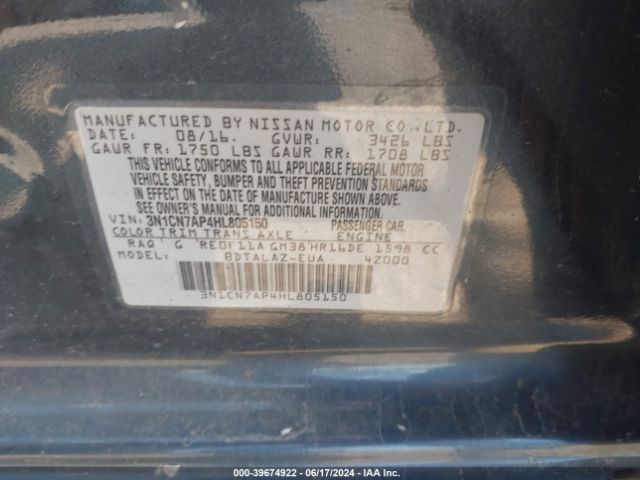 MANUFACTURED BY NISSAN MOTOR CO., LTD.
DATE: 08/16. GVWR: 3426 LBS
GAWR FR: 1750 LBS GAWR RR: 1708 LBS
THIS VEHICLE CONFORMS TO ALL APPLICABLE FEDERAL MOTOR
VEHICLE SAFETY, BUMPER AND THEFT PREVENTION STANDARDS
IN EFFECT ON THE DATE OF MANUFACTURE SHOWN ABOVE.
SEE OWNER'S MANUAL FOR ADDITIONAL INFORMATION
VIN: 3N1CN7AP4HL805150 PASSENGER CAR.
COLOR TRIM TRANS AXLE ENGINE
RAQ G RE0F11A GM38 HR16DE 1598 CC
MODEL: BDTALAZ-EUA 42000
3N1CN7AP4HL805150
000-39674922 | 06/17/2024 | IAA Inc.